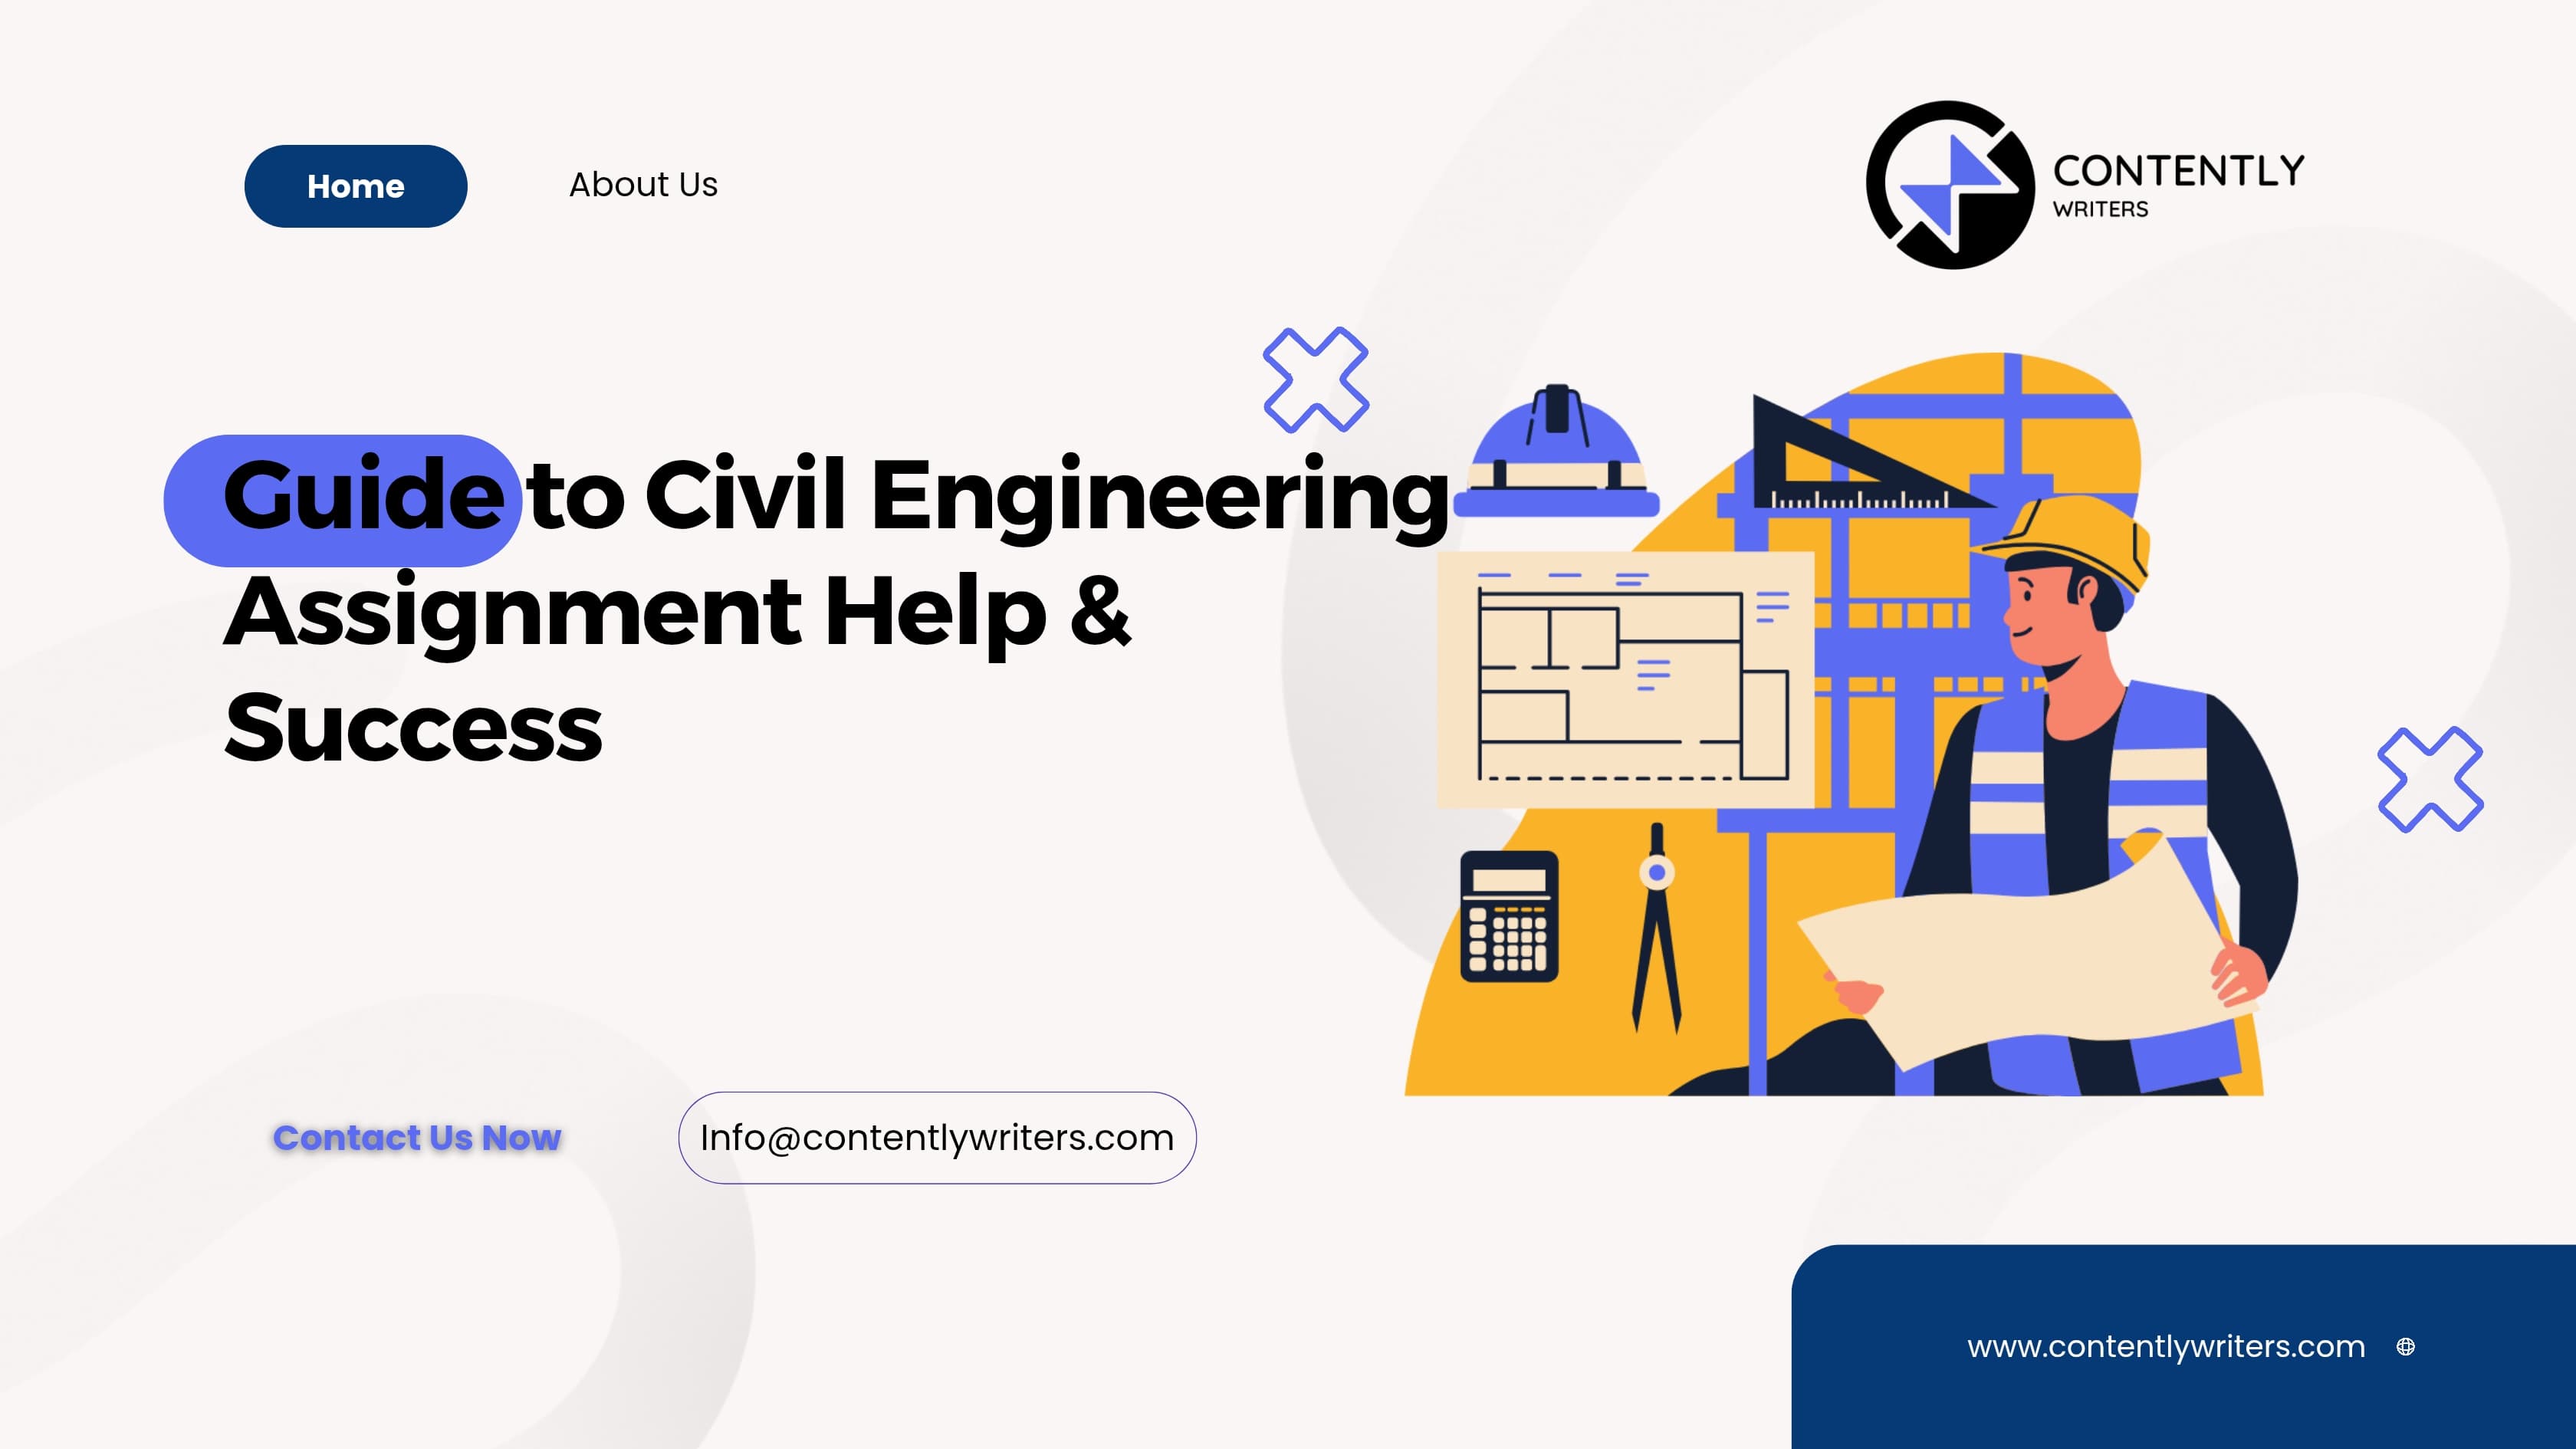 Home
About Us
CONTENTLY
WRITERS
Guide to Civil Engineering
Assignment Help &
Success
Contact Us Now
Info@contentlywriters.com
www.contentlywriters.com